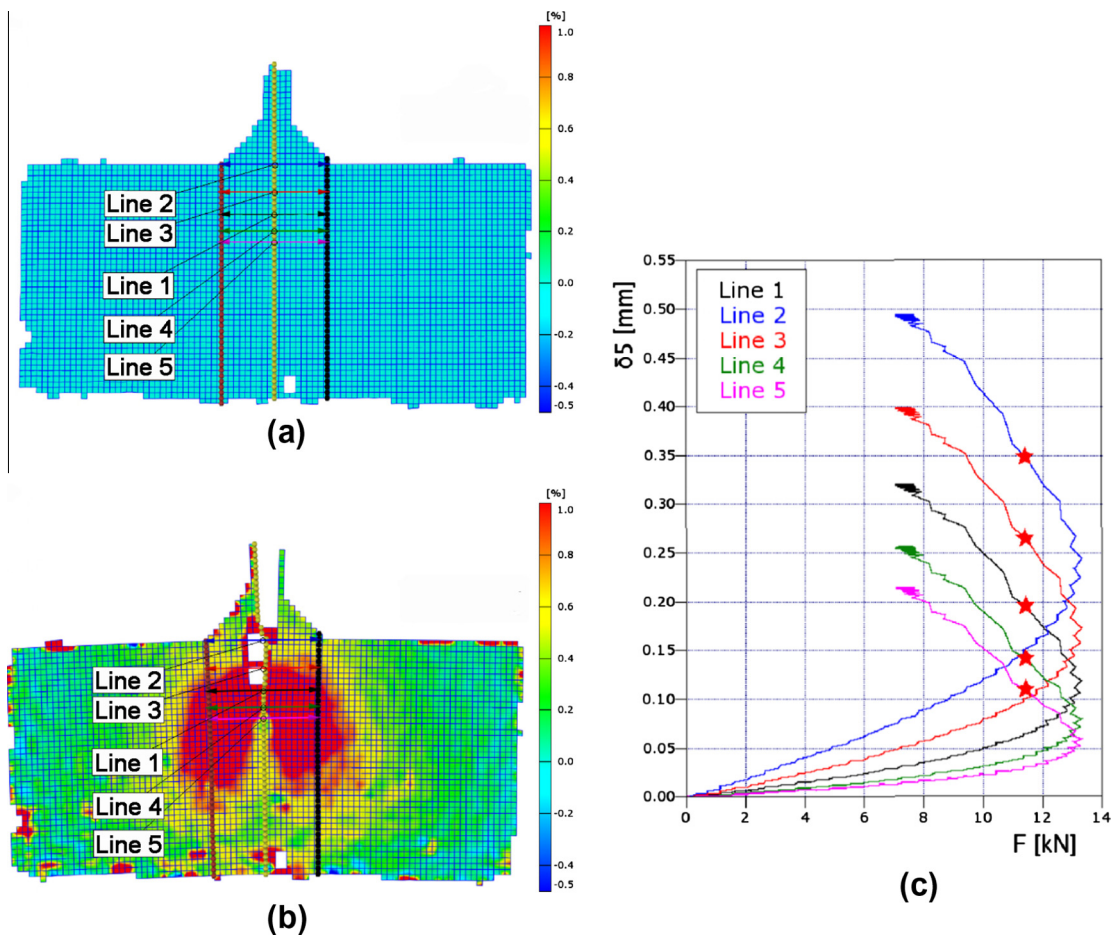 [%]
1.0
0.8
0.6
0.4
0.2
0.0
-0.2
-0.4
-0.5
Line 2
Line 3
Line 1
Line 4
Line 5
(a)
[%]
1.0
0.8
0.6
0.4
0.2
0.0
-0.2
-0.4
-0.5
Line 2
Line 3
Line 1
Line 4
Line 5
(b)
δ5 [mm]
0.55
0.50
0.45
0.40
0.35
0.30
0.25
0.20
0.15
0.10
0.05
0.00
Line 1
Line 2
Line 3
Line 4
Line 5
0 2 4 6 8 10 12 14
F [kN]
(c)